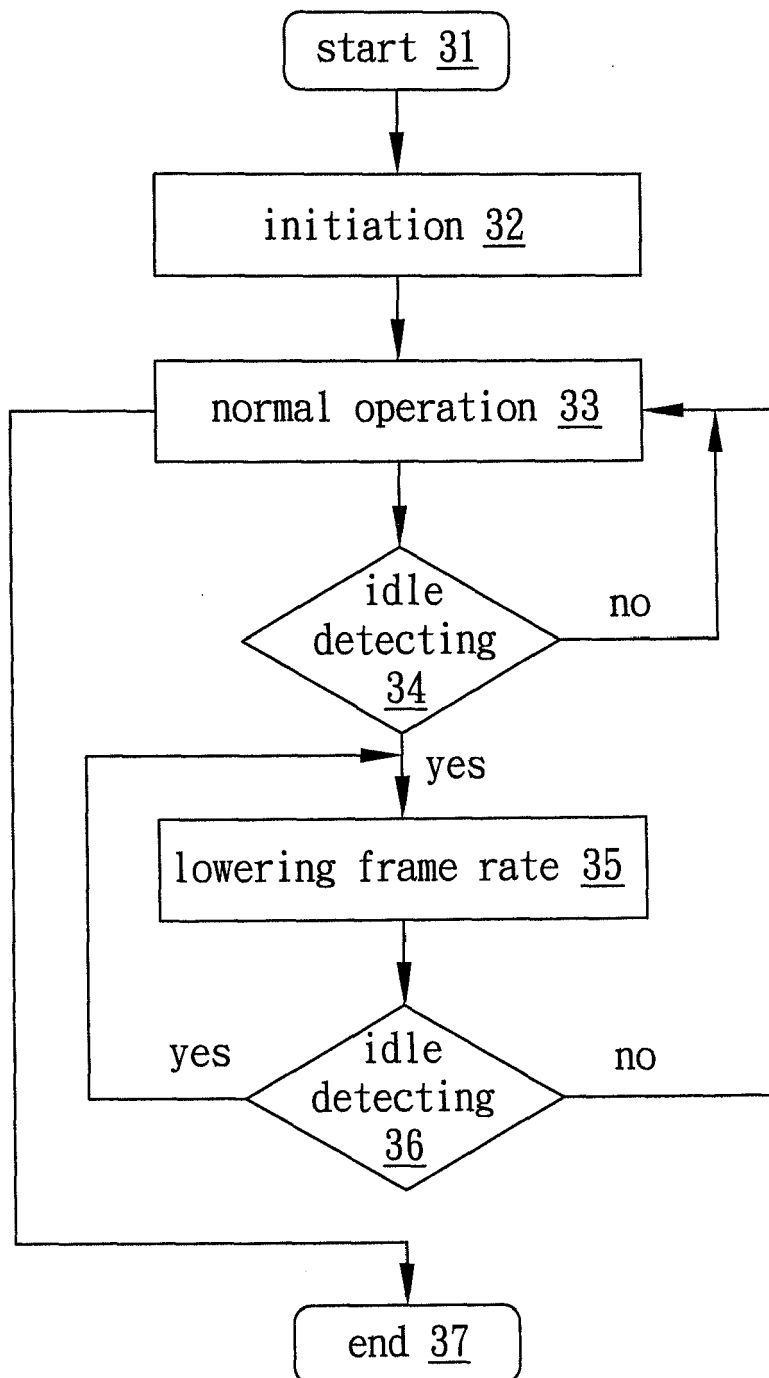 start 31
initiation 32
normal operation 33
idle
detecting
34
no
yes
lowering frame rate 35
yes
idle
detecting
36
no
end 37